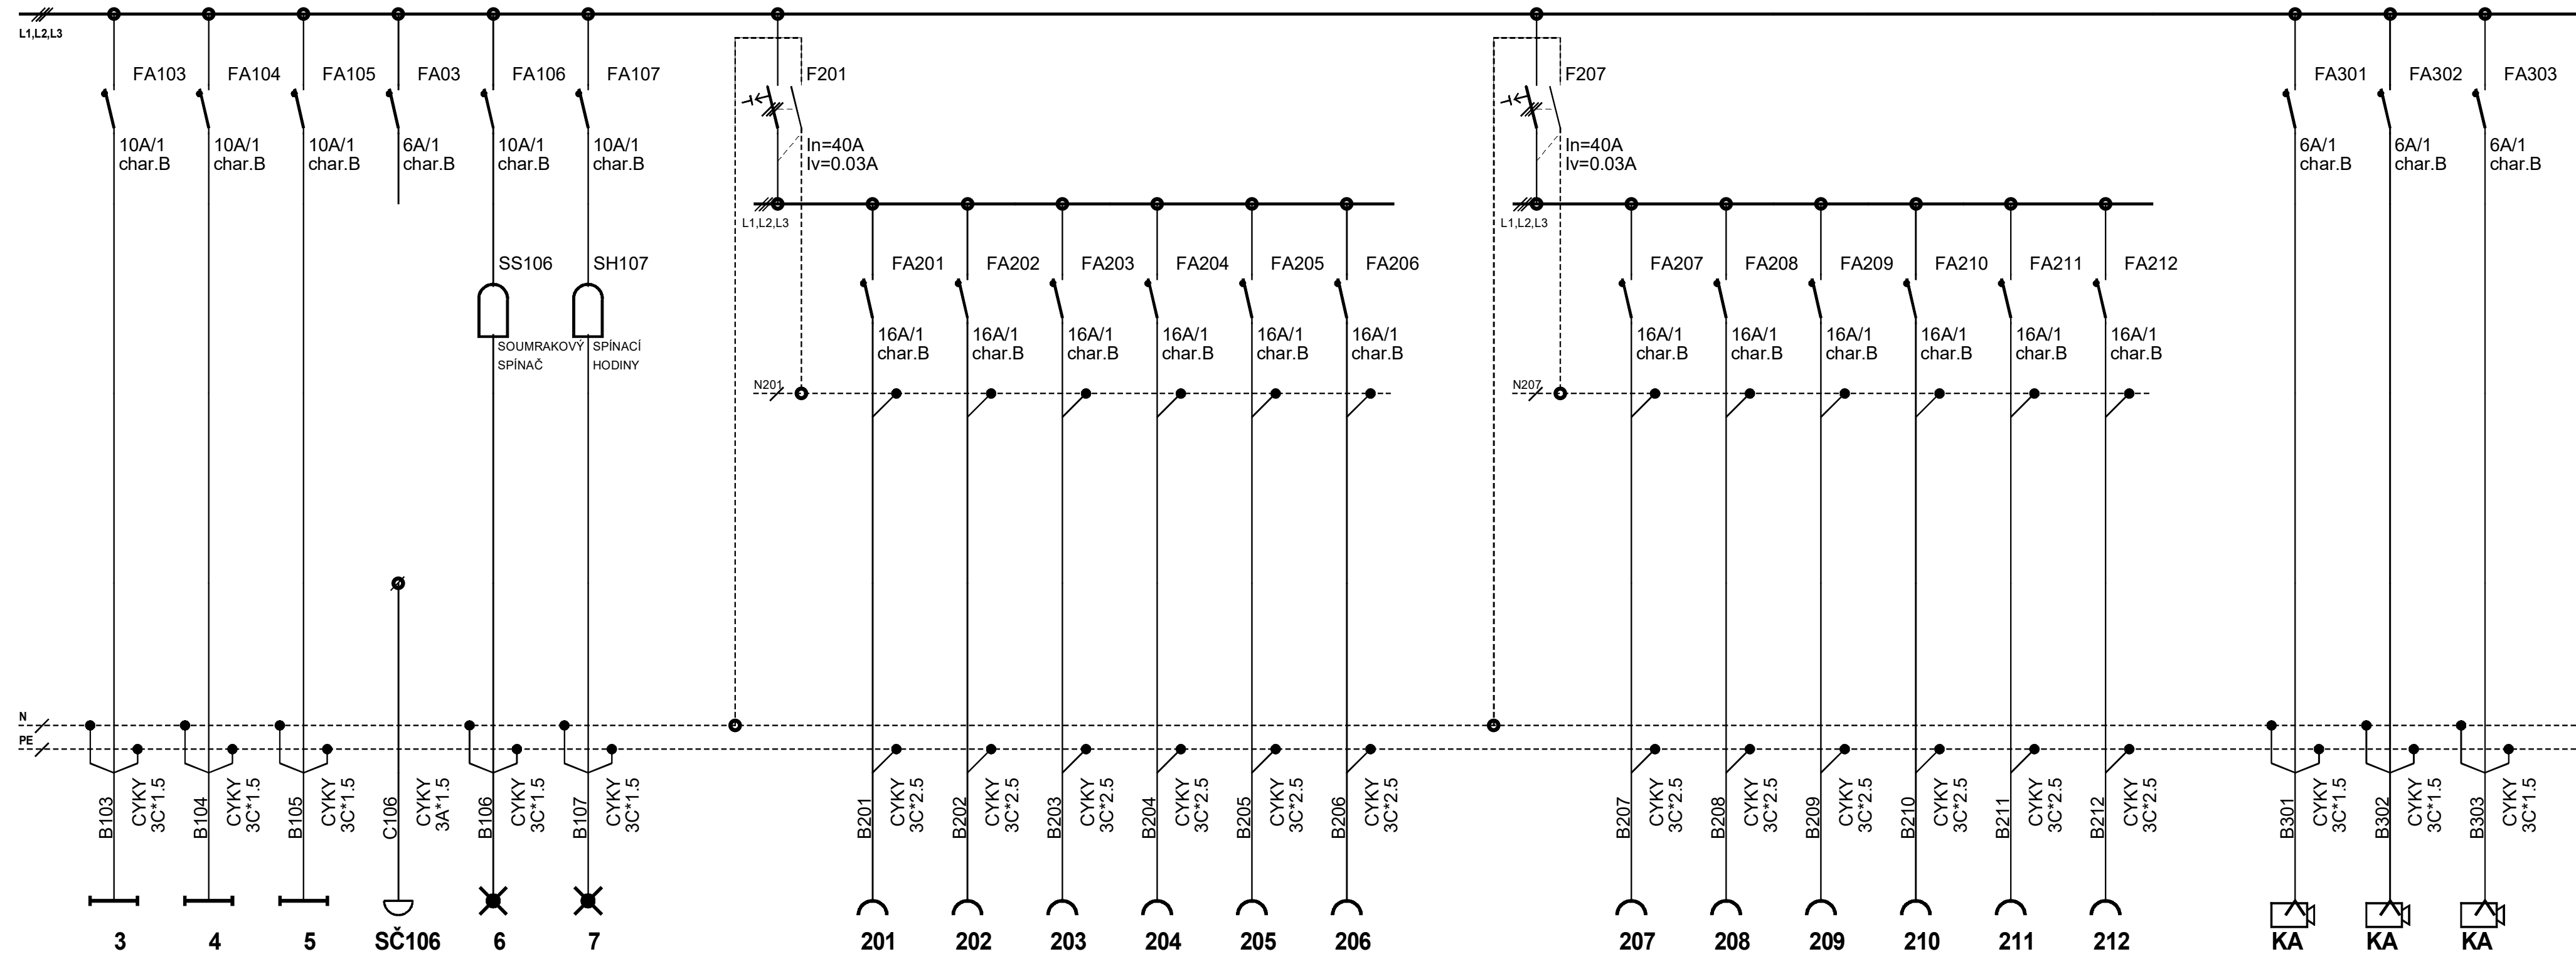 L1,L2,L3
FA103
FA104
FA105
FA03
FA106
FA107
F201
F207
FA301
FA302
FA303
10A/1
char.B
10A/1
char.B
10A/1
char.B
6A/1
char.B
10A/1
char.B
10A/1
char.B
In=40A
Iv=0.03A
In=40A
Iv=0.03A
6A/1
char.B
6A/1
char.B
6A/1
char.B
L1,L2,L3
L1,L2,L3
SS106
SH107
FA201
FA202
FA203
FA204
FA205
FA206
FA207
FA208
FA209
FA210
FA211
FA212
SOUMRAKOVÝ
SPÍNAČ
SPÍNACÍ
HODINY
16A/1
char.B
16A/1
char.B
16A/1
char.B
16A/1
char.B
16A/1
char.B
16A/1
char.B
16A/1
char.B
16A/1
char.B
16A/1
char.B
16A/1
char.B
16A/1
char.B
16A/1
char.B
N201
N207
N
PE
B103
CYKY
3C*1.5
B104
CYKY
3C*1.5
B105
CYKY
3C*1.5
C106
CYKY
3A*1.5
B106
CYKY
3C*1.5
B107
CYKY
3C*1.5
B201
CYKY
3C*2.5
B202
CYKY
3C*2.5
B203
CYKY
3C*2.5
B204
CYKY
3C*2.5
B205
CYKY
3C*2.5
B206
CYKY
3C*2.5
B207
CYKY
3C*2.5
B208
CYKY
3C*2.5
B209
CYKY
3C*2.5
B210
CYKY
3C*2.5
B211
CYKY
3C*2.5
B212
CYKY
3C*2.5
B301
CYKY
3C*1.5
B302
CYKY
3C*1.5
B303
CYKY
3C*1.5
3
4
5
SČ106
6
7
201
202
203
204
205
206
207
208
209
210
211
212
KA
KA
KA